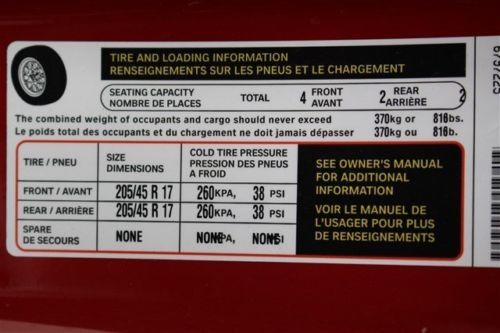 TIRE AND LOADING INFORMATION
RENSEIGNEMENTS SUR LES PNEUS ET LE CHARGEMENT
SEATING CAPACITY
NOMBRE DE PLACES
TOTAL 4 FRONT AVANT 2 REAR ARRIÈRE 2
The combined weight of occupants and cargo should never exceed 370kg or 816lbs.
Le poids total des occupants et du chargement ne doit jamais dépasser 370kg ou 816lb.
TIRE / PNEU SIZE DIMENSIONS COLD TIRE PRESSURE PRESSION DES PNEUS A FROID
FRONT / AVANT 205/45 R 17 260KPA, 38 PSI
REAR / ARRIÈRE 205/45 R 17 260KPA, 38 PSI
SPARE DE SECOURS NONE NONE NONE
SEE OWNER'S MANUAL
FOR ADDITIONAL
INFORMATION
VOIR LE MANUEL DE
L'USAGER POUR PLUS
DE RENSEIGNEMENTS